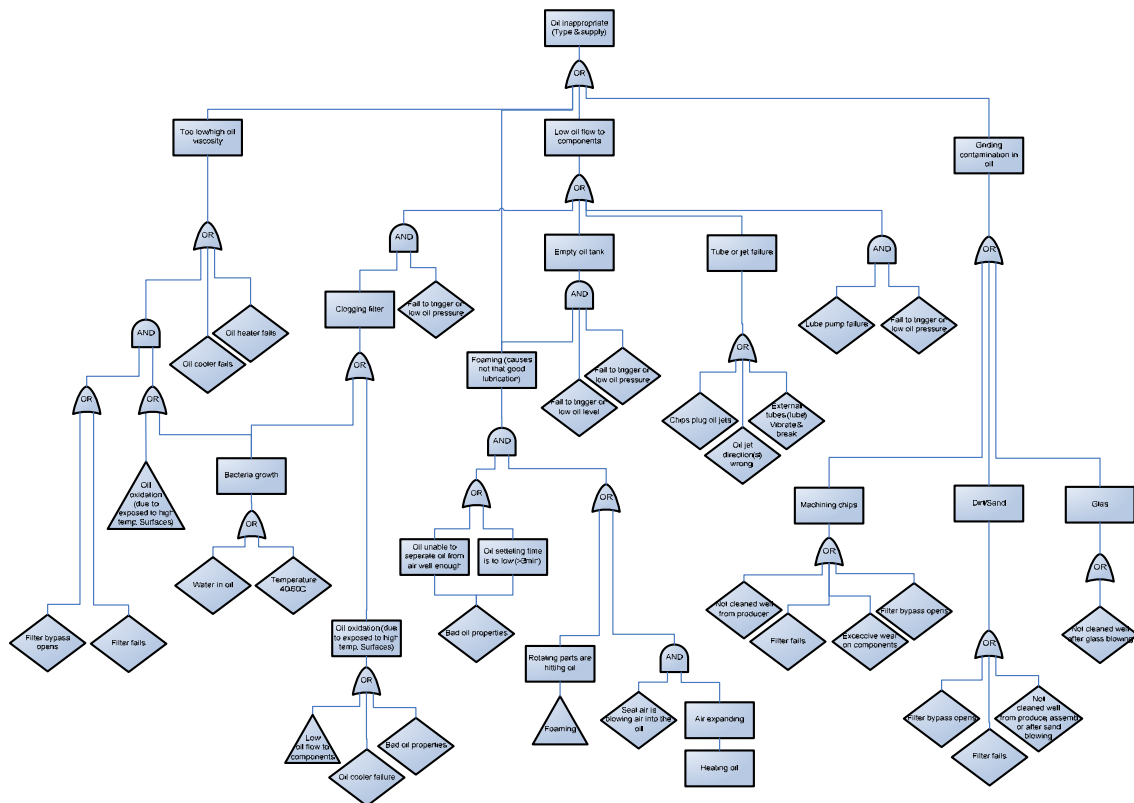 Oil inappropriate
(Type & supply)
OR
Too low/high oil
viscosity
Low oil flow to
components
Griding
contamination in
oil
OR
OR
OR
AND
AND
Empty oil tank
Tube or jet failure
Clogging filter
Fail to trigger on
low oil pressure
AND
Lube pump failure
Fail to trigger on
low oil pressure
AND
Oil heater fails
Oil cooler fails
OR
Foaming (causes
not that good
lubrication)
Fail to trigger on
low oil pressure
Fail to trigger on
low oil level
OR
OR
OR
Chips plug oil jets
Oil jet
direction(s)
wrong
External
tubes (lube)
Vibrate &
break
AND
Oil
oxidation
(due to
exposed to high
temp. Surfaces)
Bacteria growth
OR
OR
Machining chips
Dirt/Sand
Glas
OR
Water in oil
Temperature
40-60C
Oil unable to
seperate oil from
air well enough
Oil setteling time
is to low (>3min)
OR
OR
Not cleaned well
from producer
Filter fails
Exceccive wear
on components
Filter bypass opens
Filter bypass
opens
Filter fails
Oil oxidation (due
to exposed to high
temp. Surfaces)
Bad oil properties
Rotating parts are
hitting oil
AND
OR
Not cleaned well
after glass blowing
OR
Foaming
Seal air is
blowing air into the
oil
Air expanding
Filter bypass opens
Filter fails
Not
cleaned well
from produce, assemb
or after sand
blowing
Low
oil flow to
components
Oil cooler failure
Bad oil properties
Heating oil